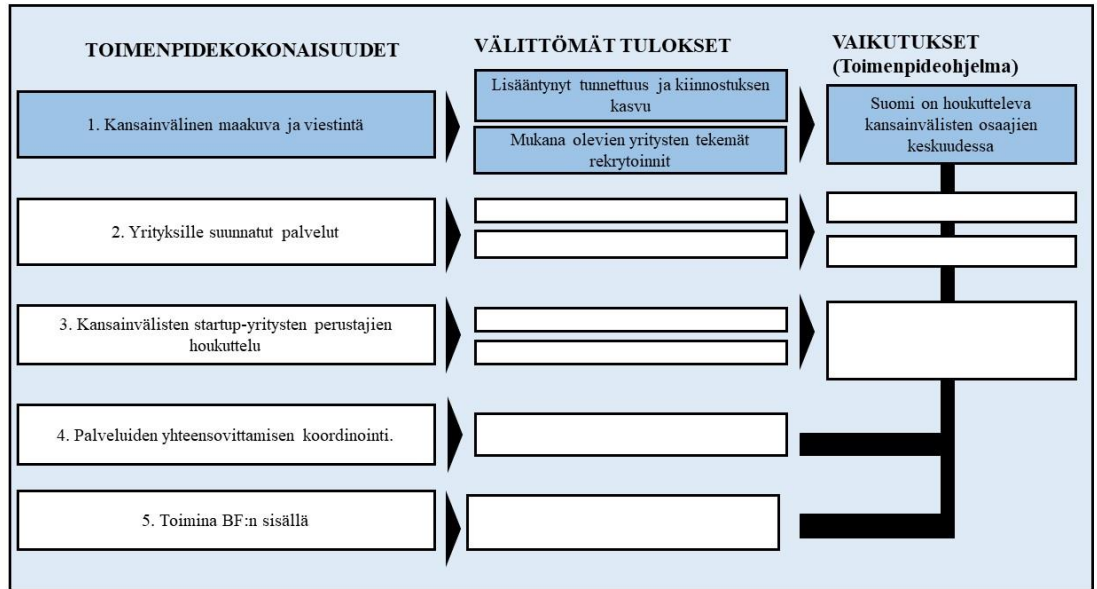 TOIMENPIDEKOKONAISUUDET
VÄLITTÖMÄT TULOKSET
VAIKUTUKSET
(Toimenpideohjelma)
1. Kansainvälinen maakuva ja viestintä
Lisääntynyt tunnettuus ja kiinnostuksen
kasvu
Mukana olevien yritysten tekemät
rekrytoinnit
Suomi on houkutteleva
kansainvälisten osaajien
keskuudessa
2. Yrityksille suunnatut palvelut
3. Kansainvälisten startup-yritysten perustajien
houkuttelu
4. Palveluiden yhteensovittamisen koordinointi.
5. Toimina BF:n sisällä